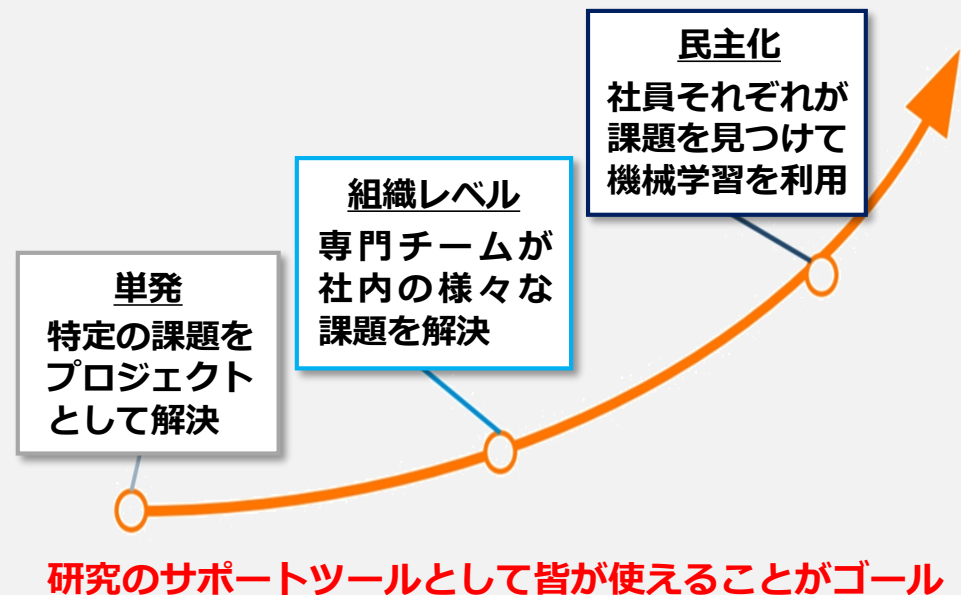 民主化
社員それぞれが
課題を見つけて
機械学習を利用
組織レベル
専門チームが
社内の様々な
課題を解決
単発
特定の課題を
プロジェクト
として解決
研究のサポートツールとして皆が使えることがゴール